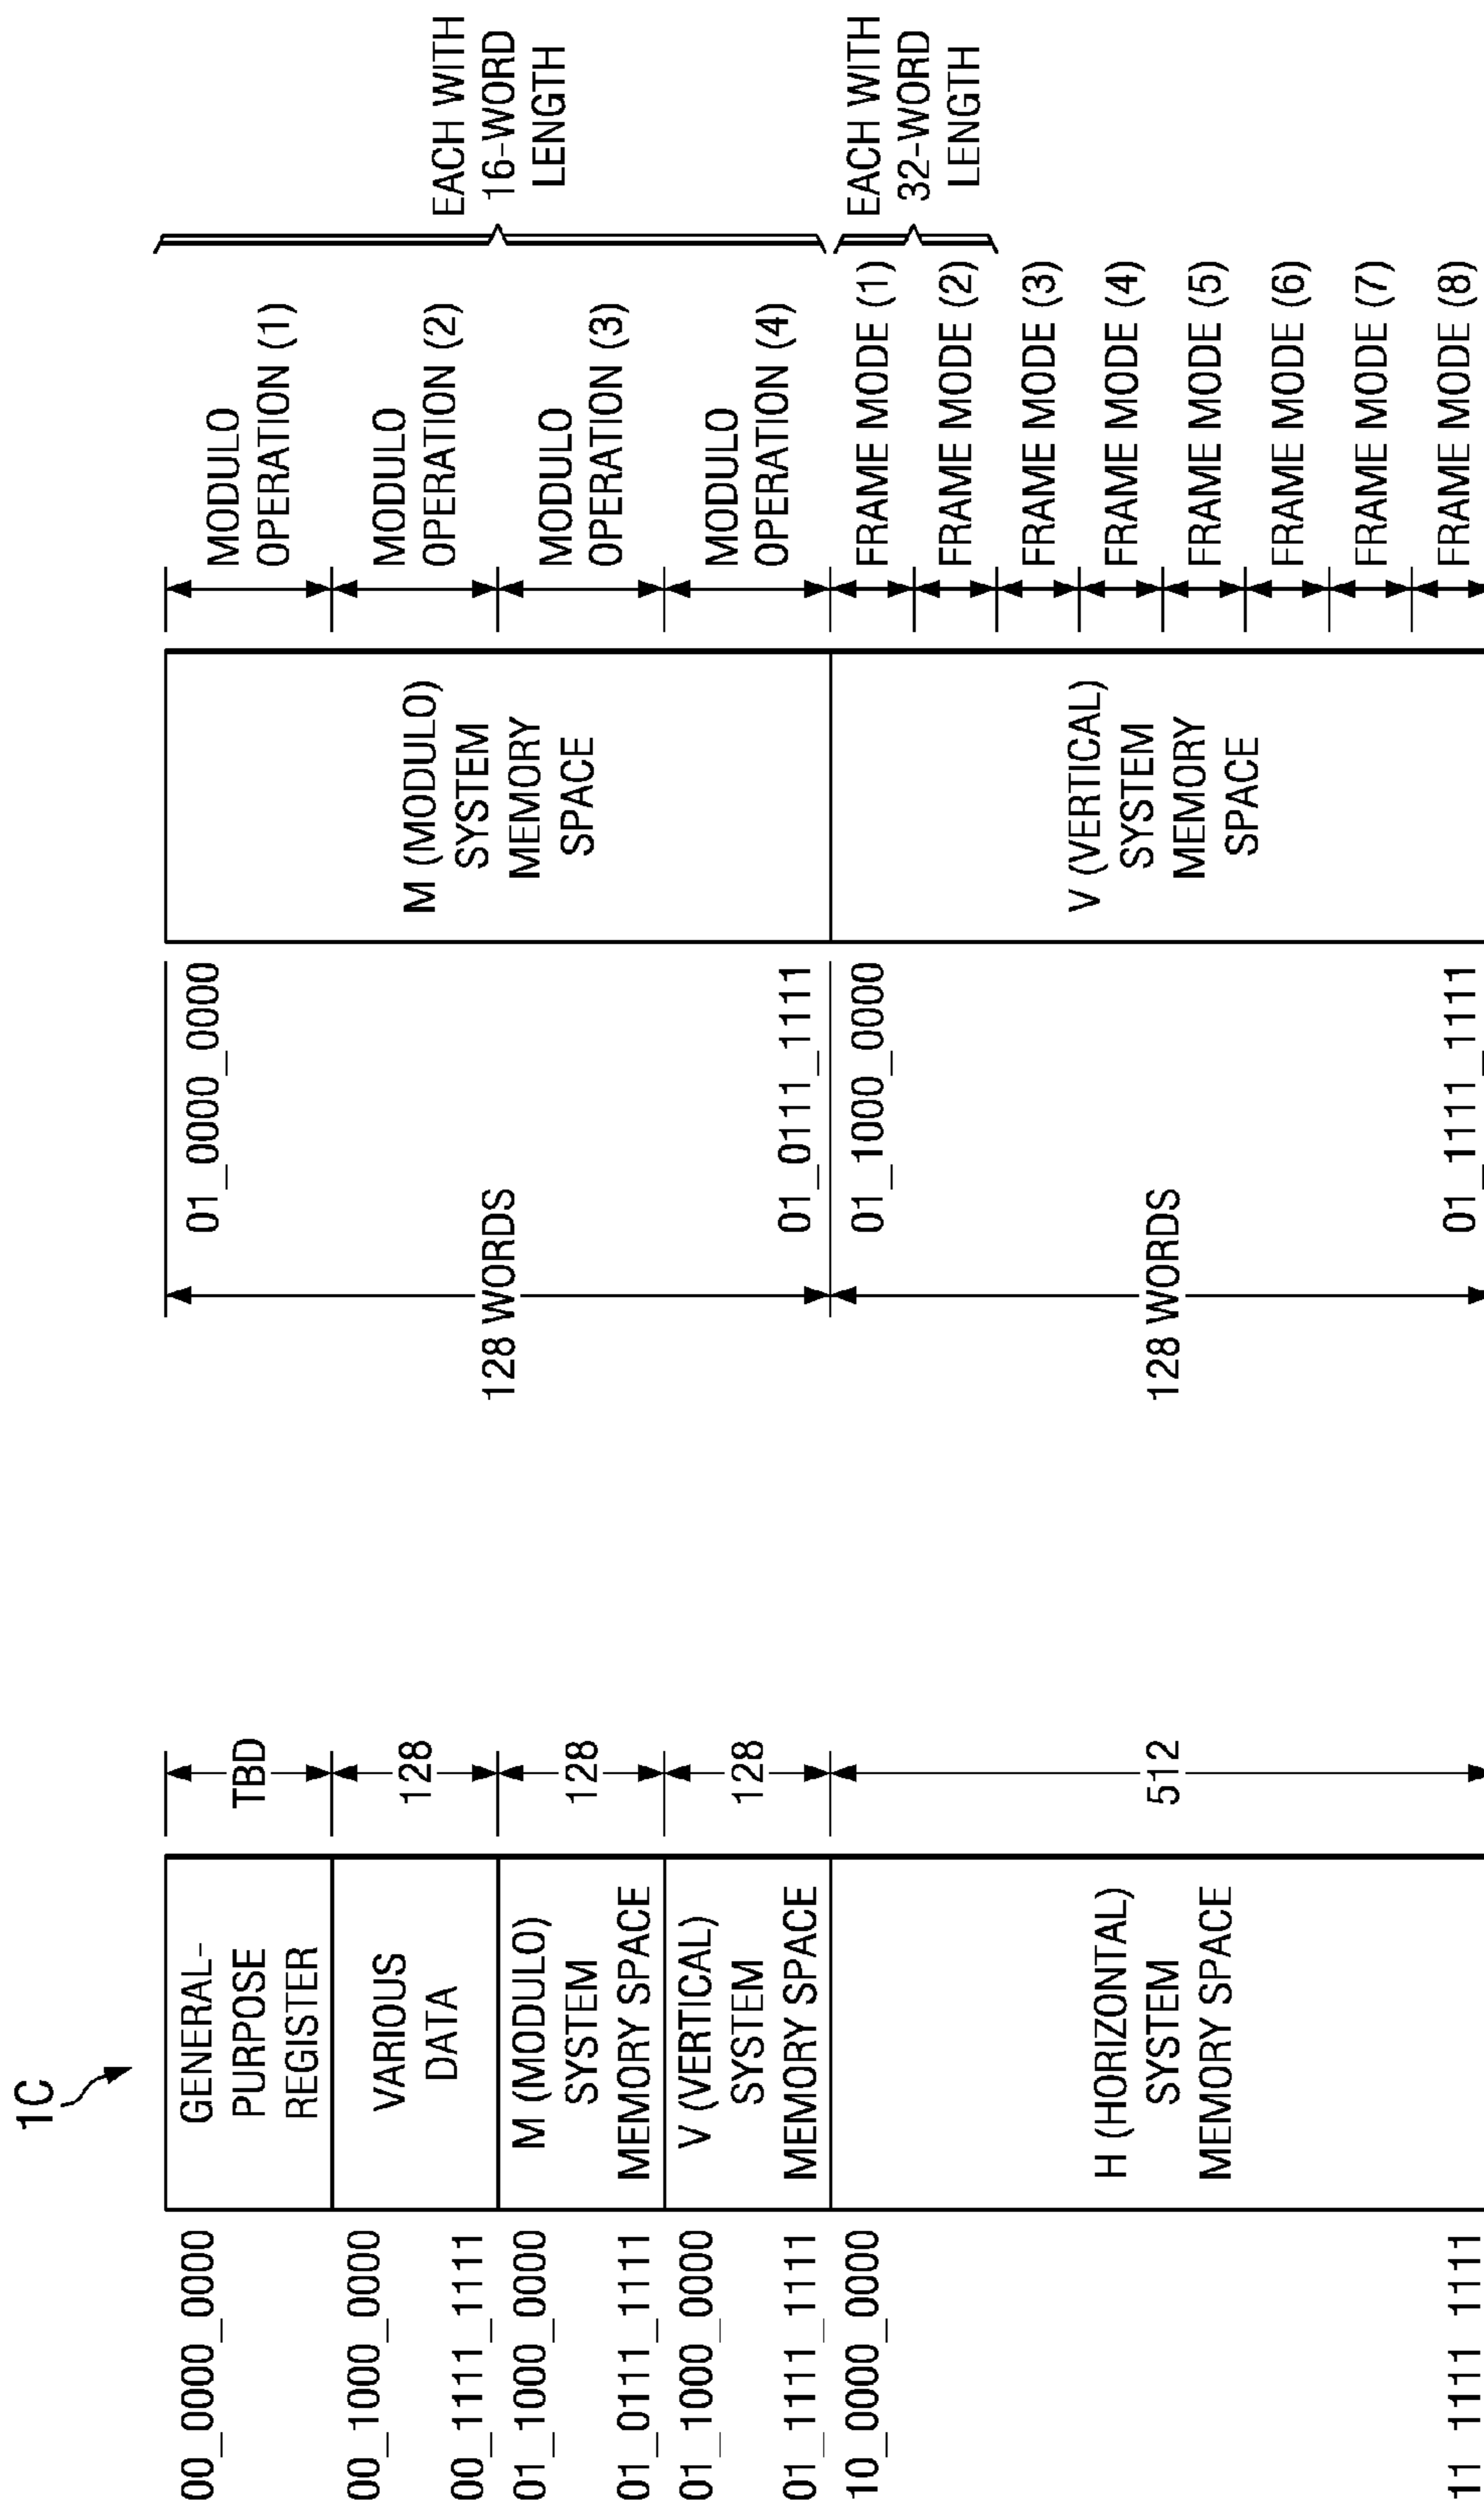 1C
00_0000_0000
GENERAL-
PURPOSE
REGISTER
TBD
00_1000_0000
00_1111_1111
VARIOUS
DATA
128
01_1000_0000
01_0111_1111
M (MODULO)
SYSTEM
MEMORY SPACE
128
01_1000_0000
01_1111_1111
V (VERTICAL)
SYSTEM
MEMORY SPACE
128
10_0000_0000
11_1111_1111
H (HORIZONTAL)
SYSTEM
MEMORY SPACE
512
01_0000_0000
128 WORDS
01_0111_1111
M (MODULO)
SYSTEM
MEMORY
SPACE
MODULO
OPERATION (1)
MODULO
OPERATION (2)
MODULO
OPERATION (3)
MODULO
OPERATION (4)
EACH WITH
16-WORD
LENGTH
01_1000_0000
128 WORDS
01_1111_1111
V (VERTICAL)
SYSTEM
MEMORY
SPACE
FRAME MODE (1)
FRAME MODE (2)
FRAME MODE (3)
FRAME MODE (4)
FRAME MODE (5)
FRAME MODE (6)
FRAME MODE (7)
FRAME MODE (8)
EACH WITH
32-WORD
LENGTH